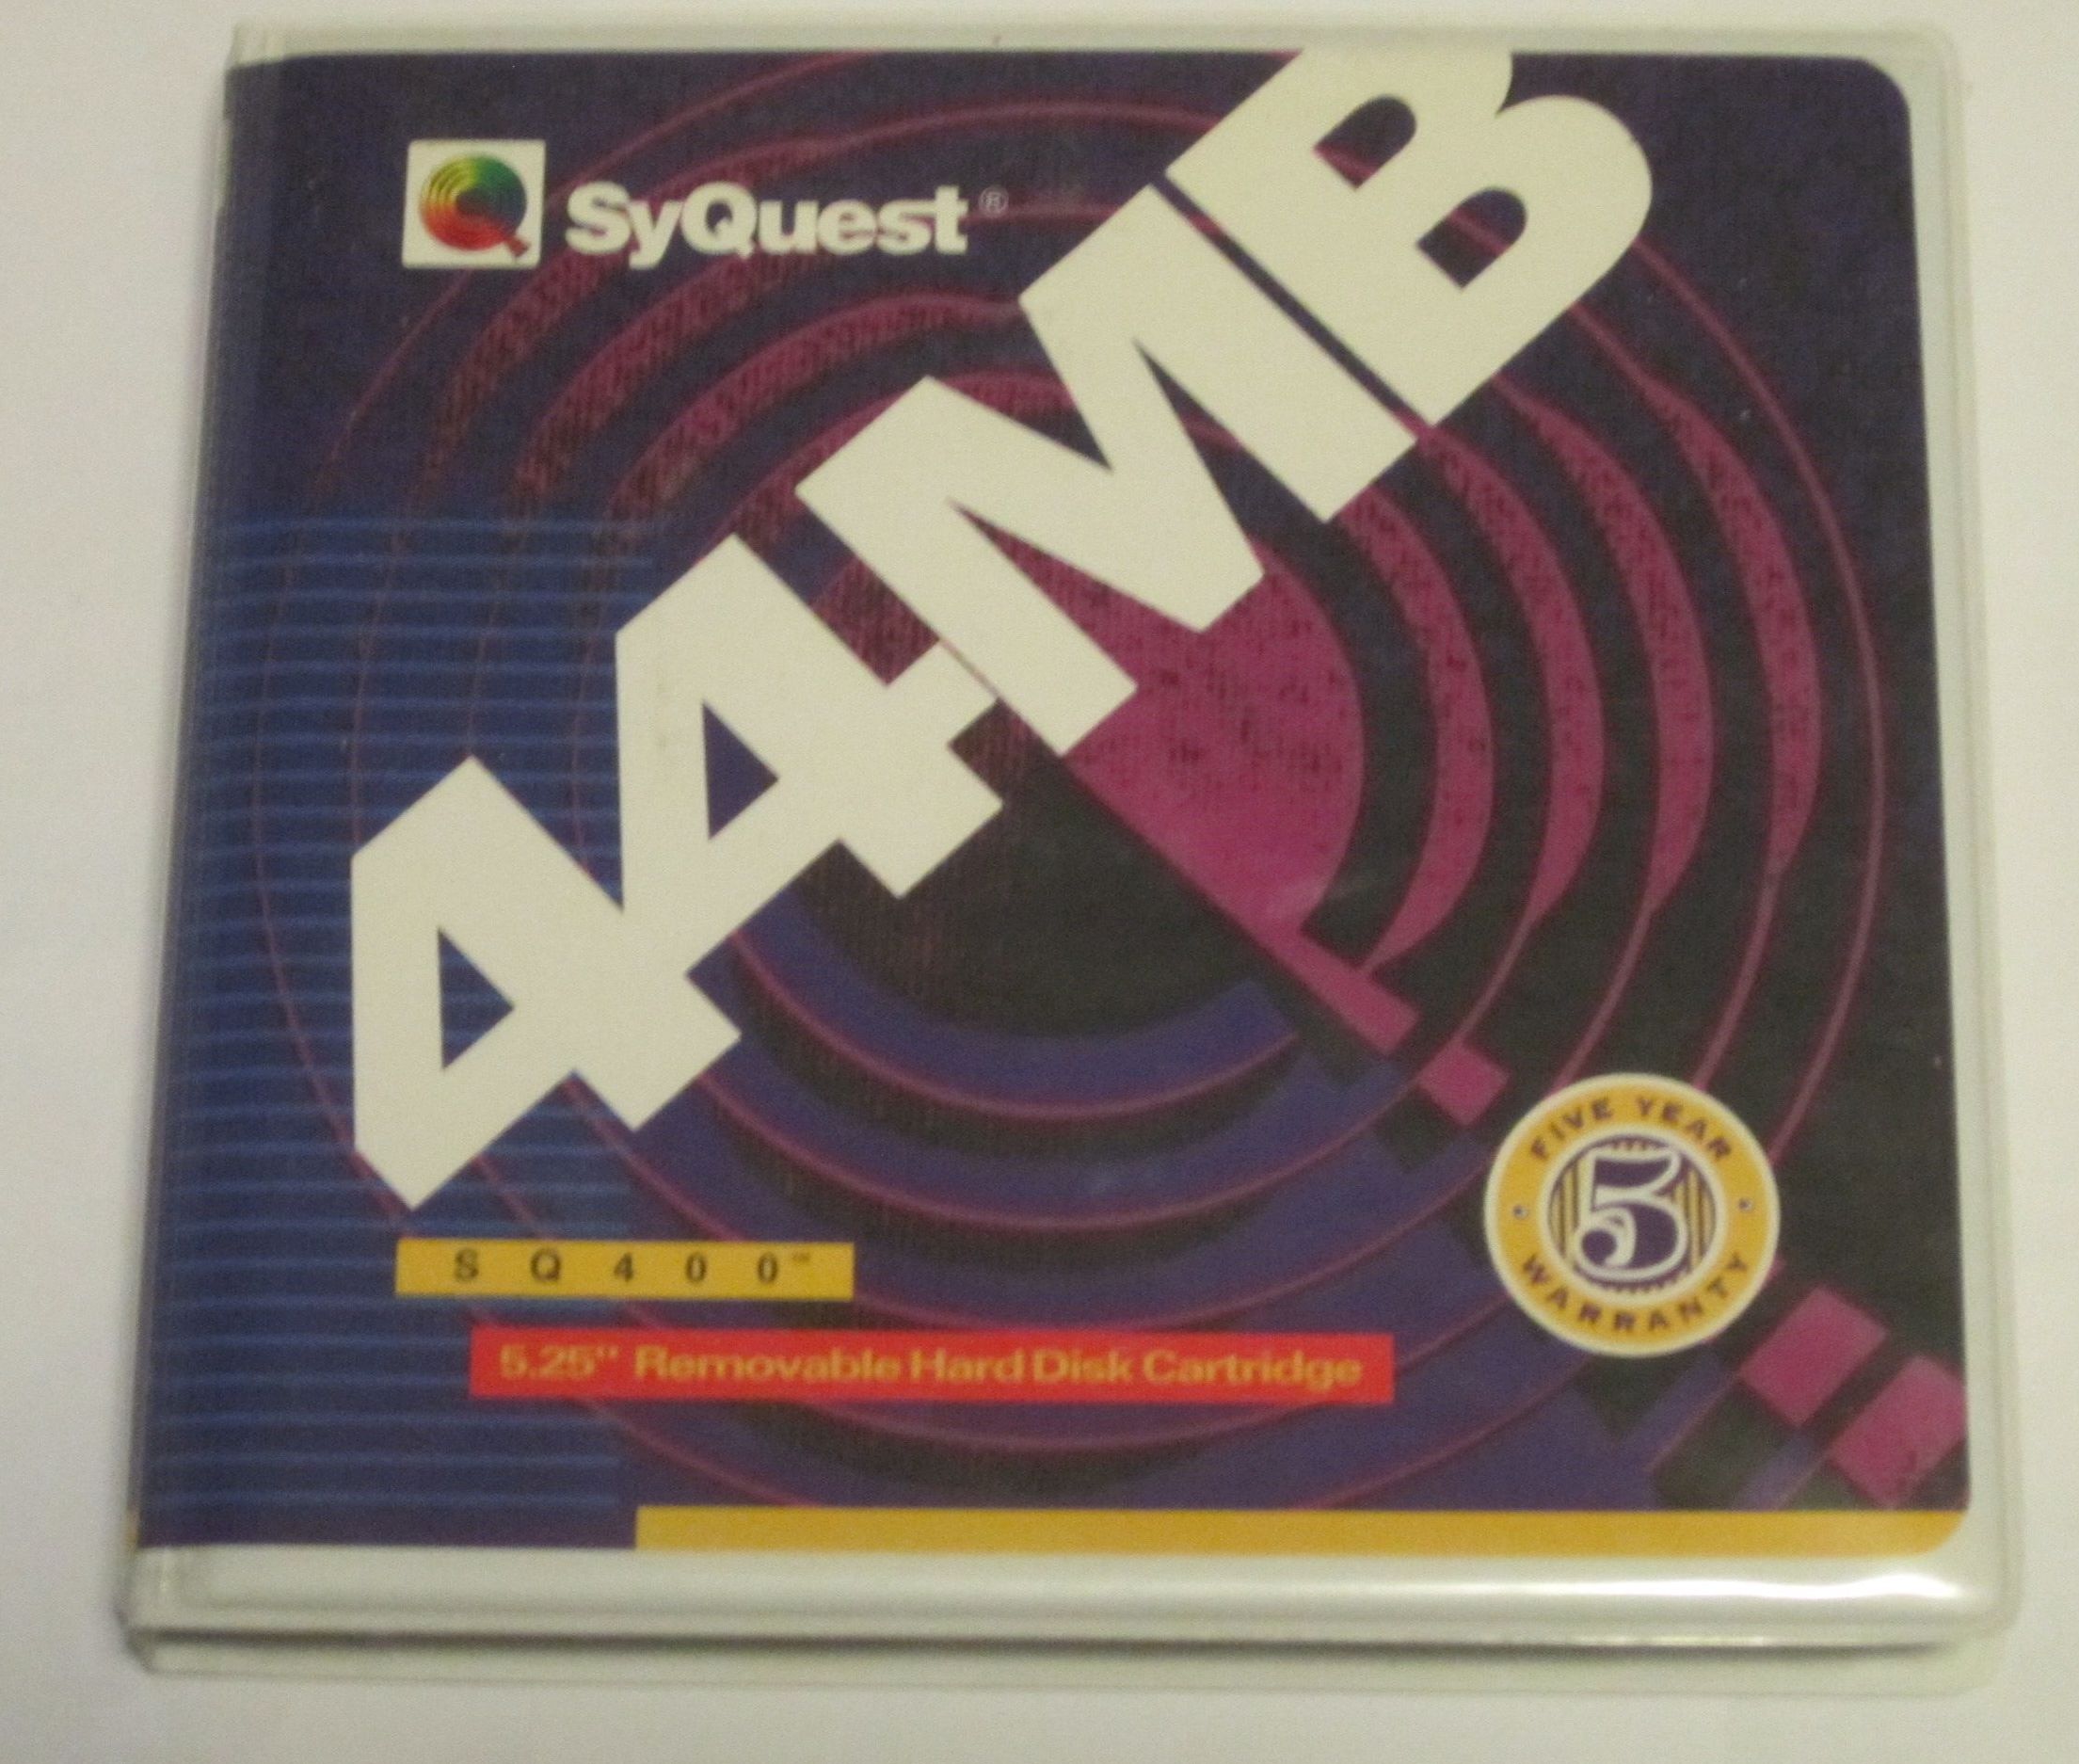 SyQuest®
44MB
SQ400™
5.25" Removable Hard Disk Cartridge
FIVE YEAR
5
WARRANTY